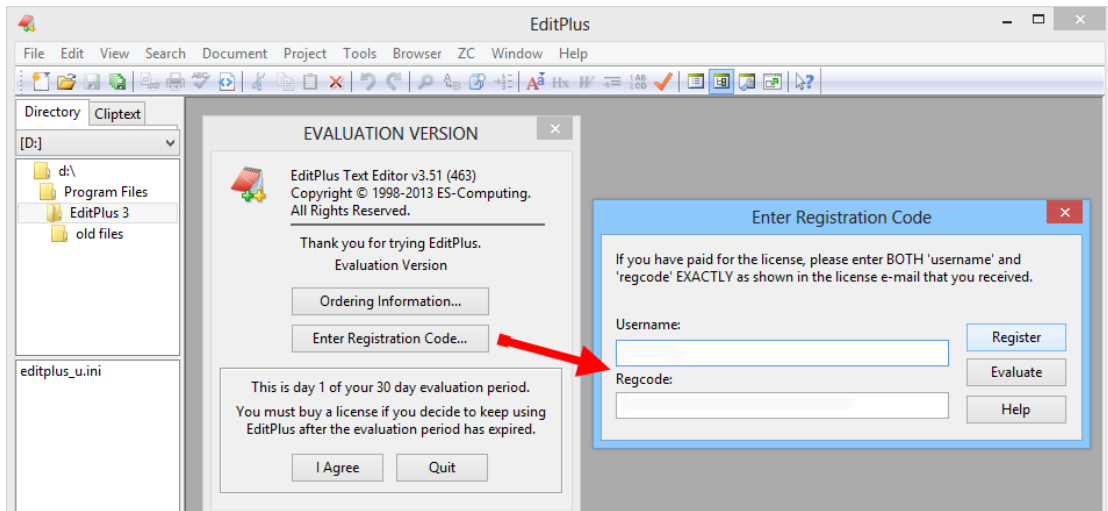 EditPlus
File Edit View Search Document Project Tools Browser ZC Window Help
Directory Cliptext
[D:]
d:\
Program Files
EditPlus 3
old files
editplus_u.ini
EVALUATION VERSION
EditPlus Text Editor v3.51 (463)
Copyright © 1998-2013 ES-Computing.
All Rights Reserved.
Thank you for trying EditPlus.
Evaluation Version
Ordering Information...
Enter Registration Code...
This is day 1 of your 30 day evaluation period.
You must buy a license if you decide to keep using
EditPlus after the evaluation period has expired.
I Agree Quit
Enter Registration Code
If you have paid for the license, please enter BOTH 'username' and
'regcode' EXACTLY as shown in the license e-mail that you received.
Username:
Register
Regcode:
Evaluate
Help